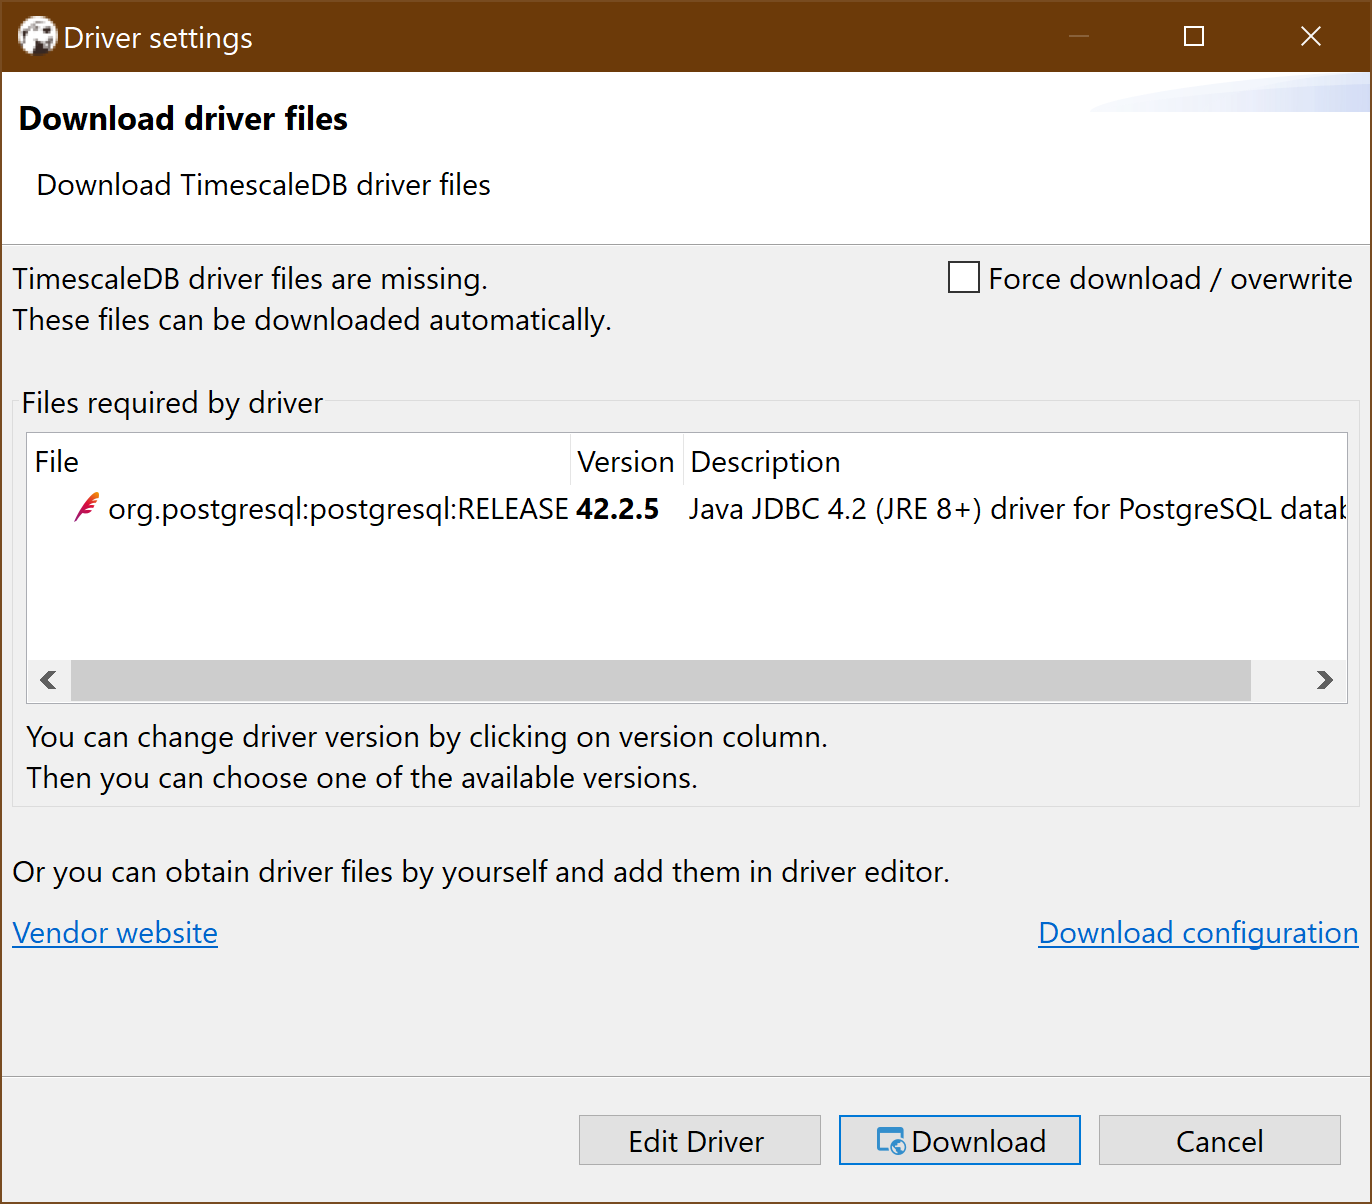 Driver settings
Download driver files
Download TimescaleDB driver files
TimescaleDB driver files are missing.
Force download / overwrite
These files can be downloaded automatically.
Files required by driver
File Version Description
org.postgresql:postgresql:RELEASE 42.2.5 Java JDBC 4.2 (JRE 8+) driver for PostgreSQL datab
You can change driver version by clicking on version column.
Then you can choose one of the available versions.
Or you can obtain driver files by yourself and add them in driver editor.
Vendor website
Download configuration
Edit Driver
Download
Cancel